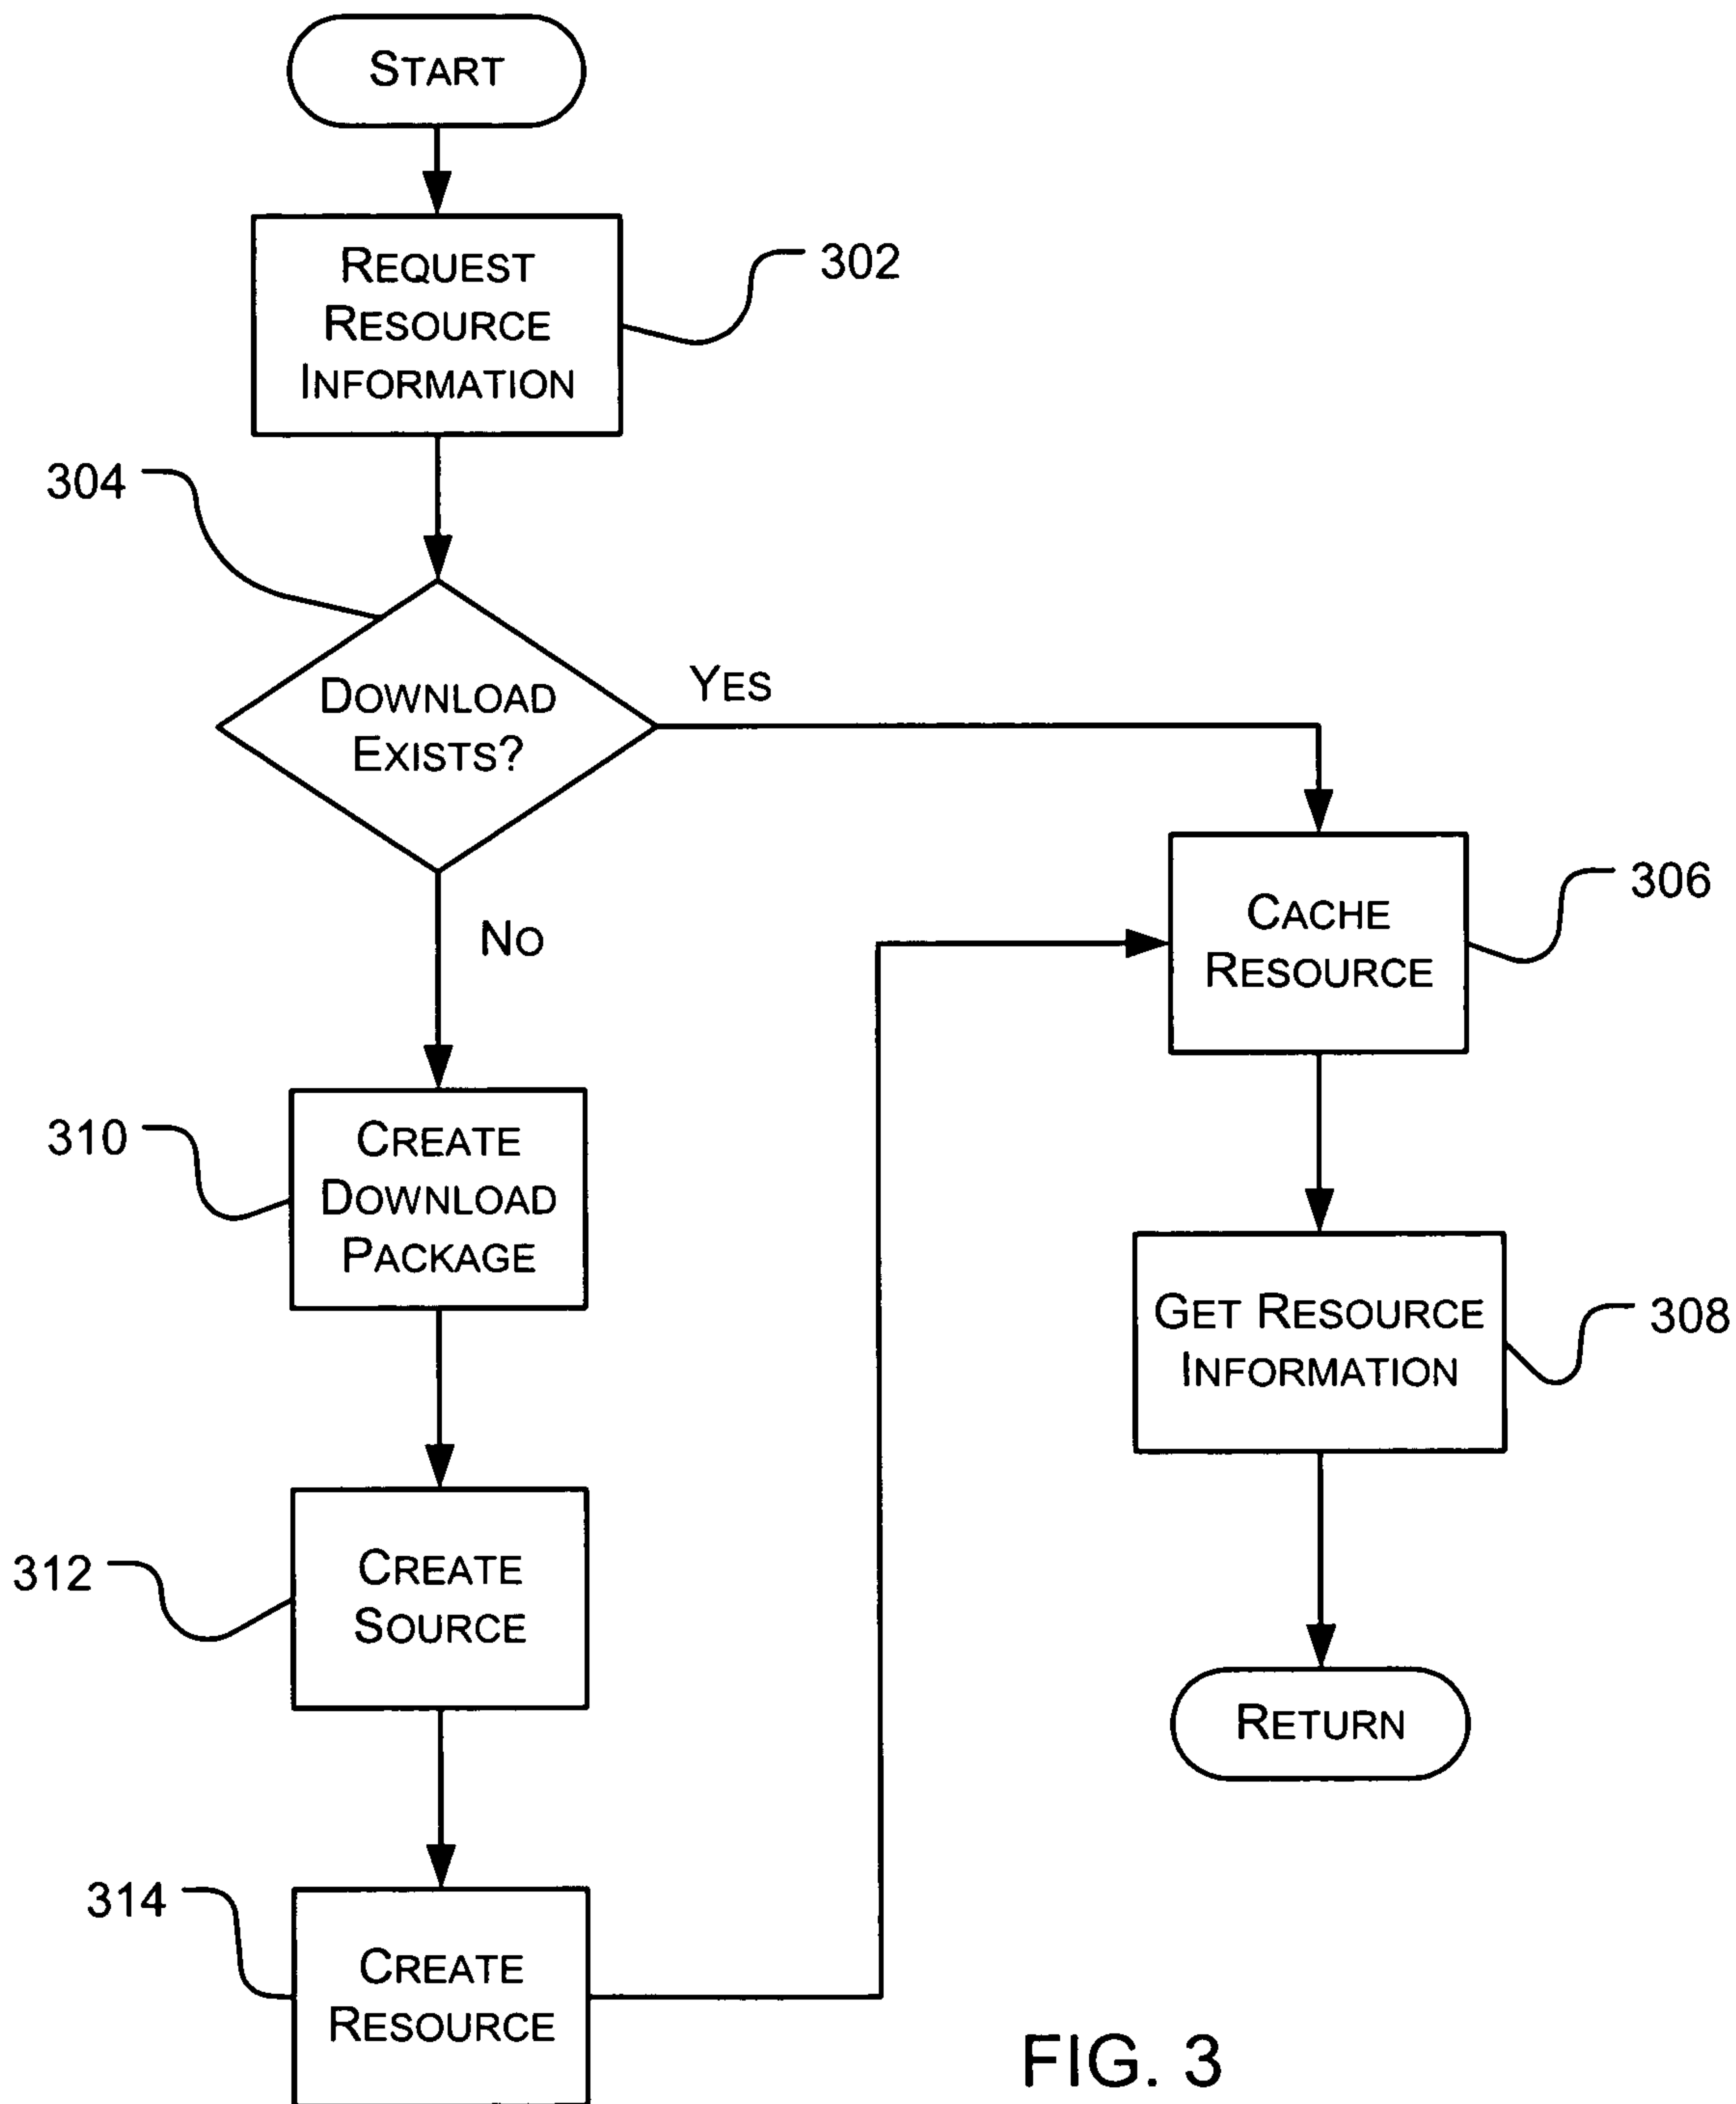 START
REQUEST
RESOURCE
INFORMATION
302
304
DOWNLOAD
EXISTS?
YES
NO
CACHE
RESOURCE
306
310
CREATE
DOWNLOAD
PACKAGE
GET RESOURCE
INFORMATION
308
312
CREATE
SOURCE
RETURN
314
CREATE
RESOURCE
FIG. 3